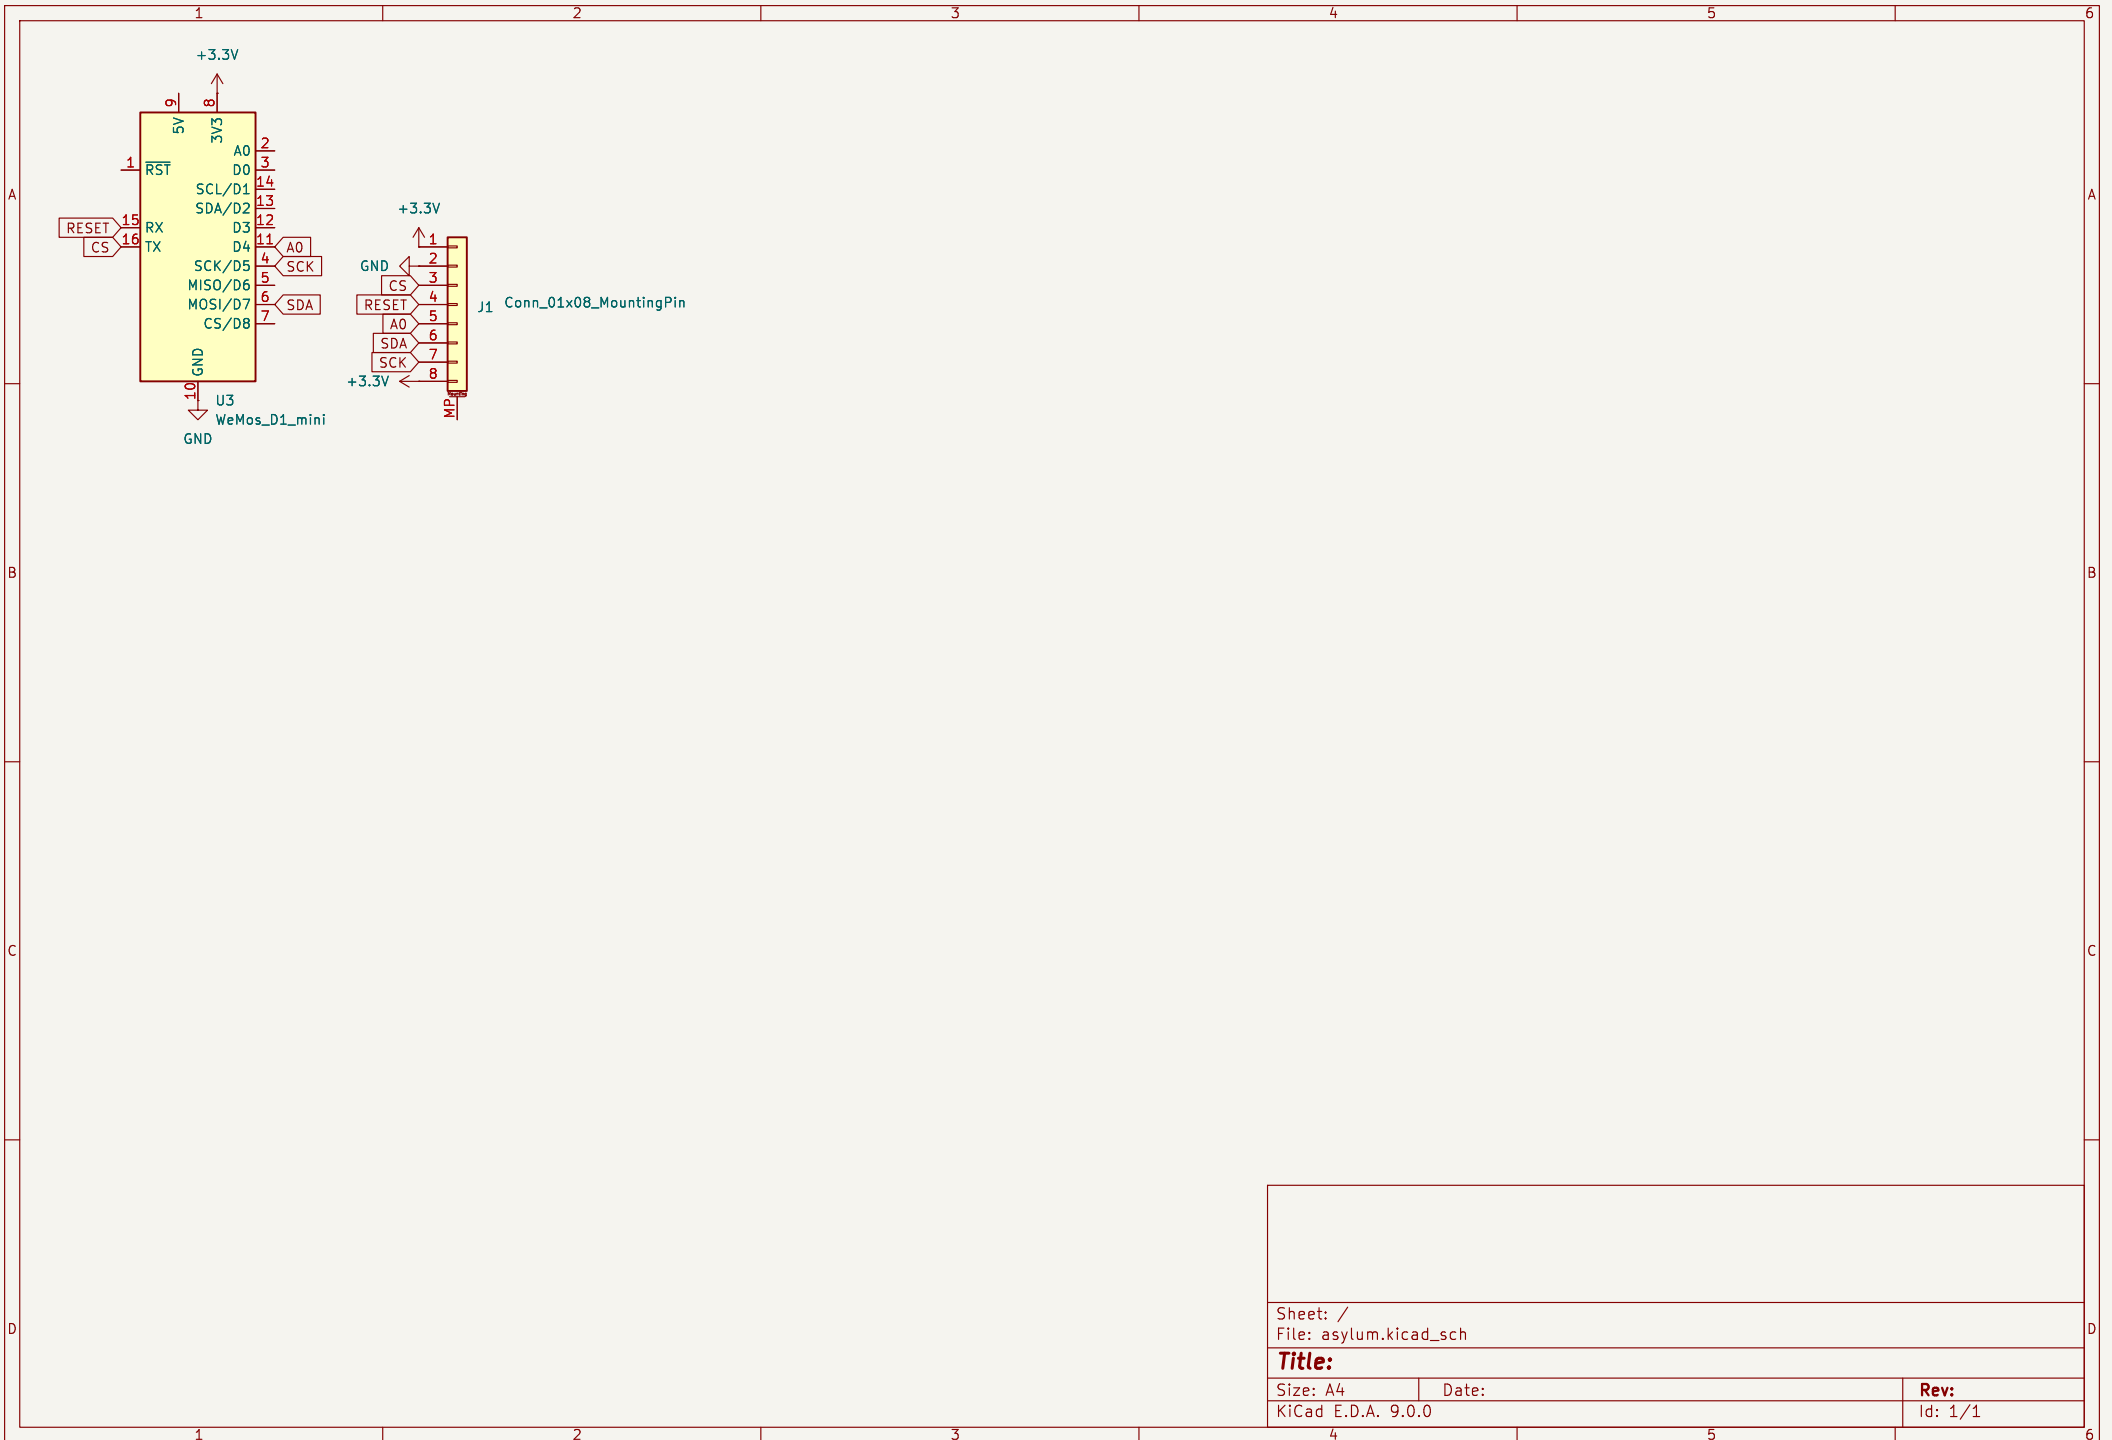 1 2 3 4 5 6
+3.3V
9 8
5V 3V3
A0 2
1 RST D0 3
SCL/D1 14
SDA/D2 13
RESET 15 RX D3 12
CS 16 TX D4 11 A0
SCK/D5 4 SCK
MISO/D6 5
MOSI/D7 6 SDA
CS/D8 7
GND
10
U3
WeMos_D1_mini
GND
+3.3V
1
GND 2
CS 3
RESET 4
A0 5
SDA 6
SCK 7
+3.3V 8
MP
J1 Conn_01x08_MountingPin
A A
B B
C C
D D
Sheet: /
File: asylum.kicad_sch
Title:
Size: A4 Date: Rev:
KiCad E.D.A. 9.0.0 Id: 1/1
1 2 3 4 5 6